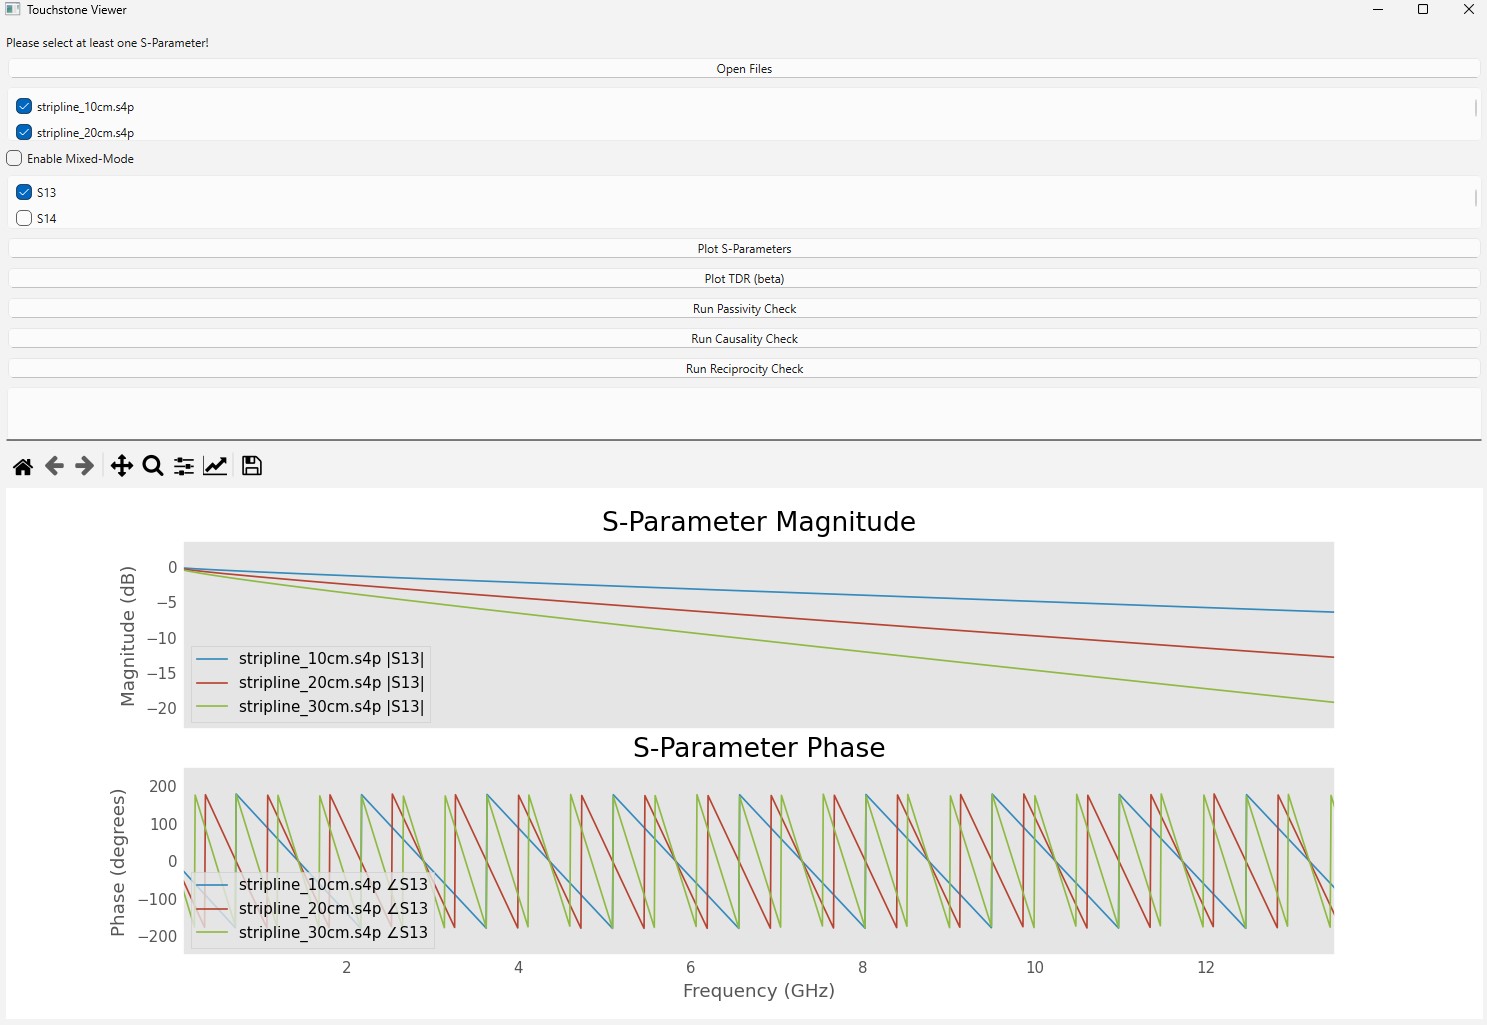 Touchstone Viewer
Please select at least one S-Parameter!
Open Files
stripline_10cm.s4p
stripline_20cm.s4p
Enable Mixed-Mode
S13
S14
Plot S-Parameters
Plot TDR (beta)
Run Passivity Check
Run Causality Check
Run Reciprocity Check
S-Parameter Magnitude
Magnitude (dB)
0
−5
−10
−15
−20
stripline_10cm.s4p |S13|
stripline_20cm.s4p |S13|
stripline_30cm.s4p |S13|
S-Parameter Phase
Phase (degrees)
200
100
0
−100
−200
stripline_10cm.s4p ∠S13
stripline_20cm.s4p ∠S13
stripline_30cm.s4p ∠S13
2 4 6 8 10 12
Frequency (GHz)